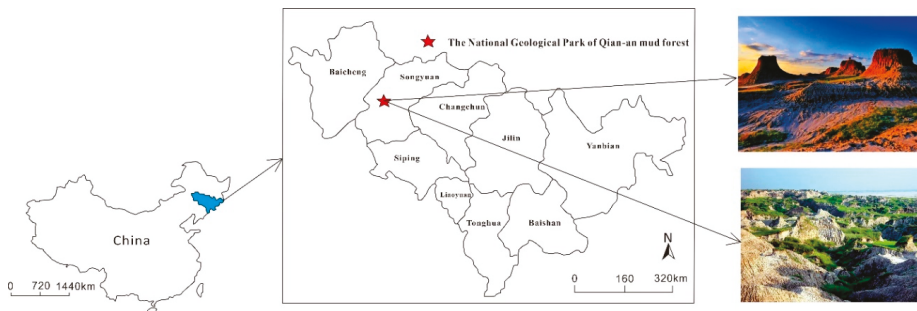 The National Geological Park of Qian-an mud forest
Baicheng
Songyuan
Changchun
Jilin
Yanbian
Siping
Liaoyuan
Tonghua
Baishan
N
0 160 320km
China
0 720 1440km